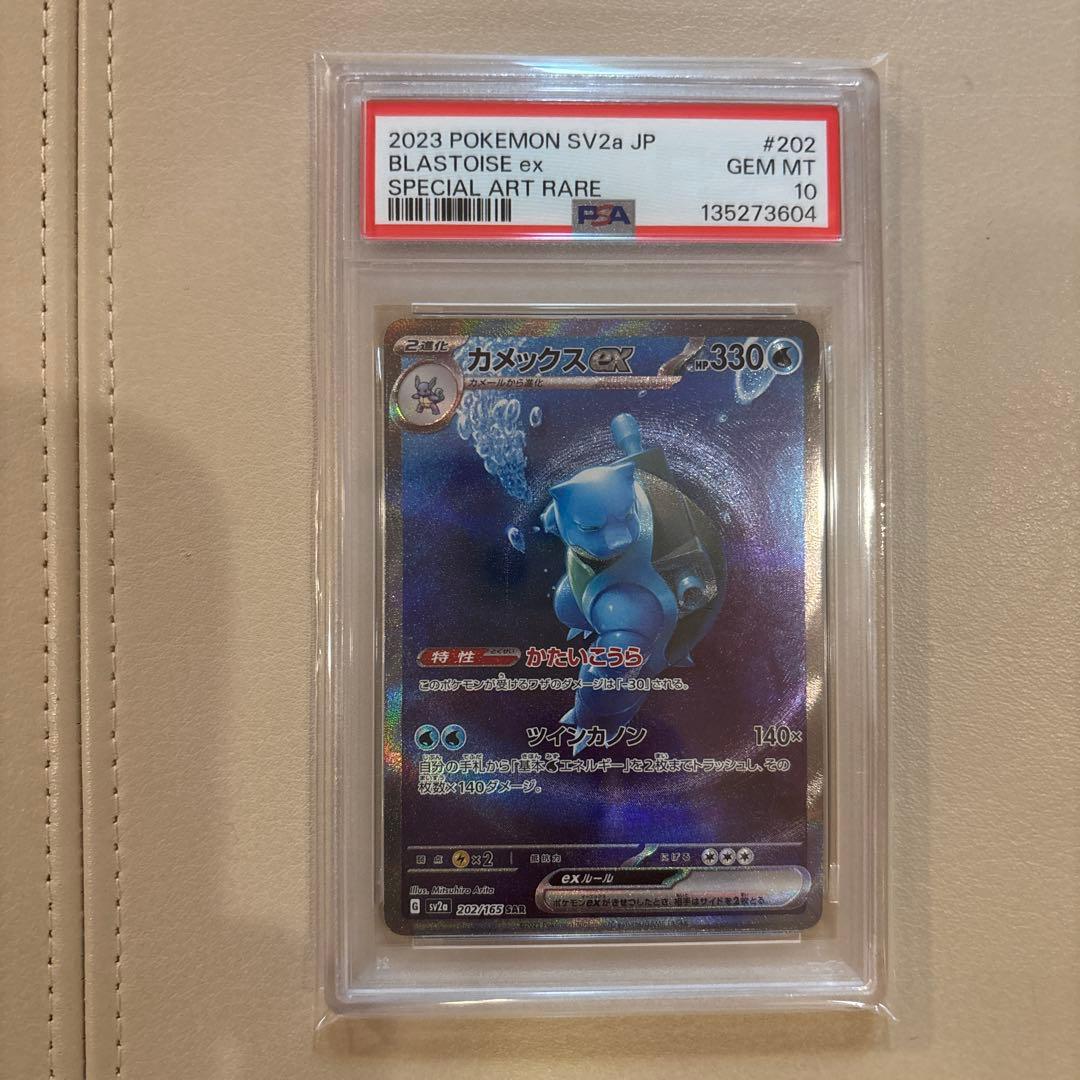 2023 POKEMON SV2a JP #202
BLASTOISE ex GEM MT
SPECIAL ART RARE 10
PSA 135273604
2進化 カメックスex HP330
カメールから進化
特性 とくせい かたいこうら
このポケモンが受けるワザのダメージは「-30」される。
ツインカノン 140×
自分の手札から「基本エネルギー」を2枚までトラッシュし、その
枚数×140ダメージ。
弱点 ×2 抵抗力 にげる
exルール
ポケモンexがきぜつしたとき、相手はサイドを2枚とる。
Illus. Mitsuhiro Arita
G sv2a 202/165 SAR